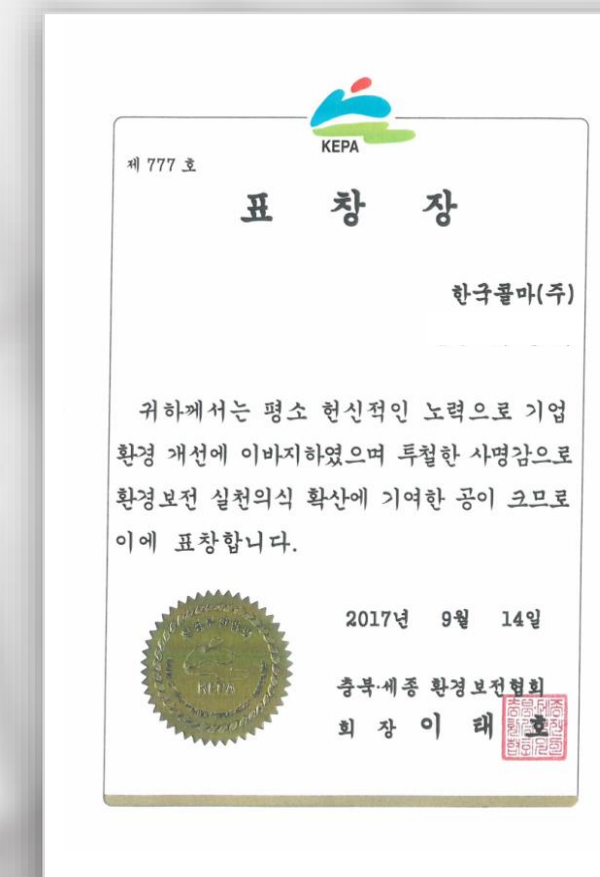 KEPA
제 777 호
표 창 장
한국콜마(주)
귀하께서는 평소 헌신적인 노력으로 기업
환경 개선에 이바지하였으며 투철한 사명감으로
환경보전 실천의식 확산에 기여한 공이 크므로
이에 표창합니다.
2017년 9월 14일
충북·세종 환경보전협회
회 장 이 태 호
KEPA